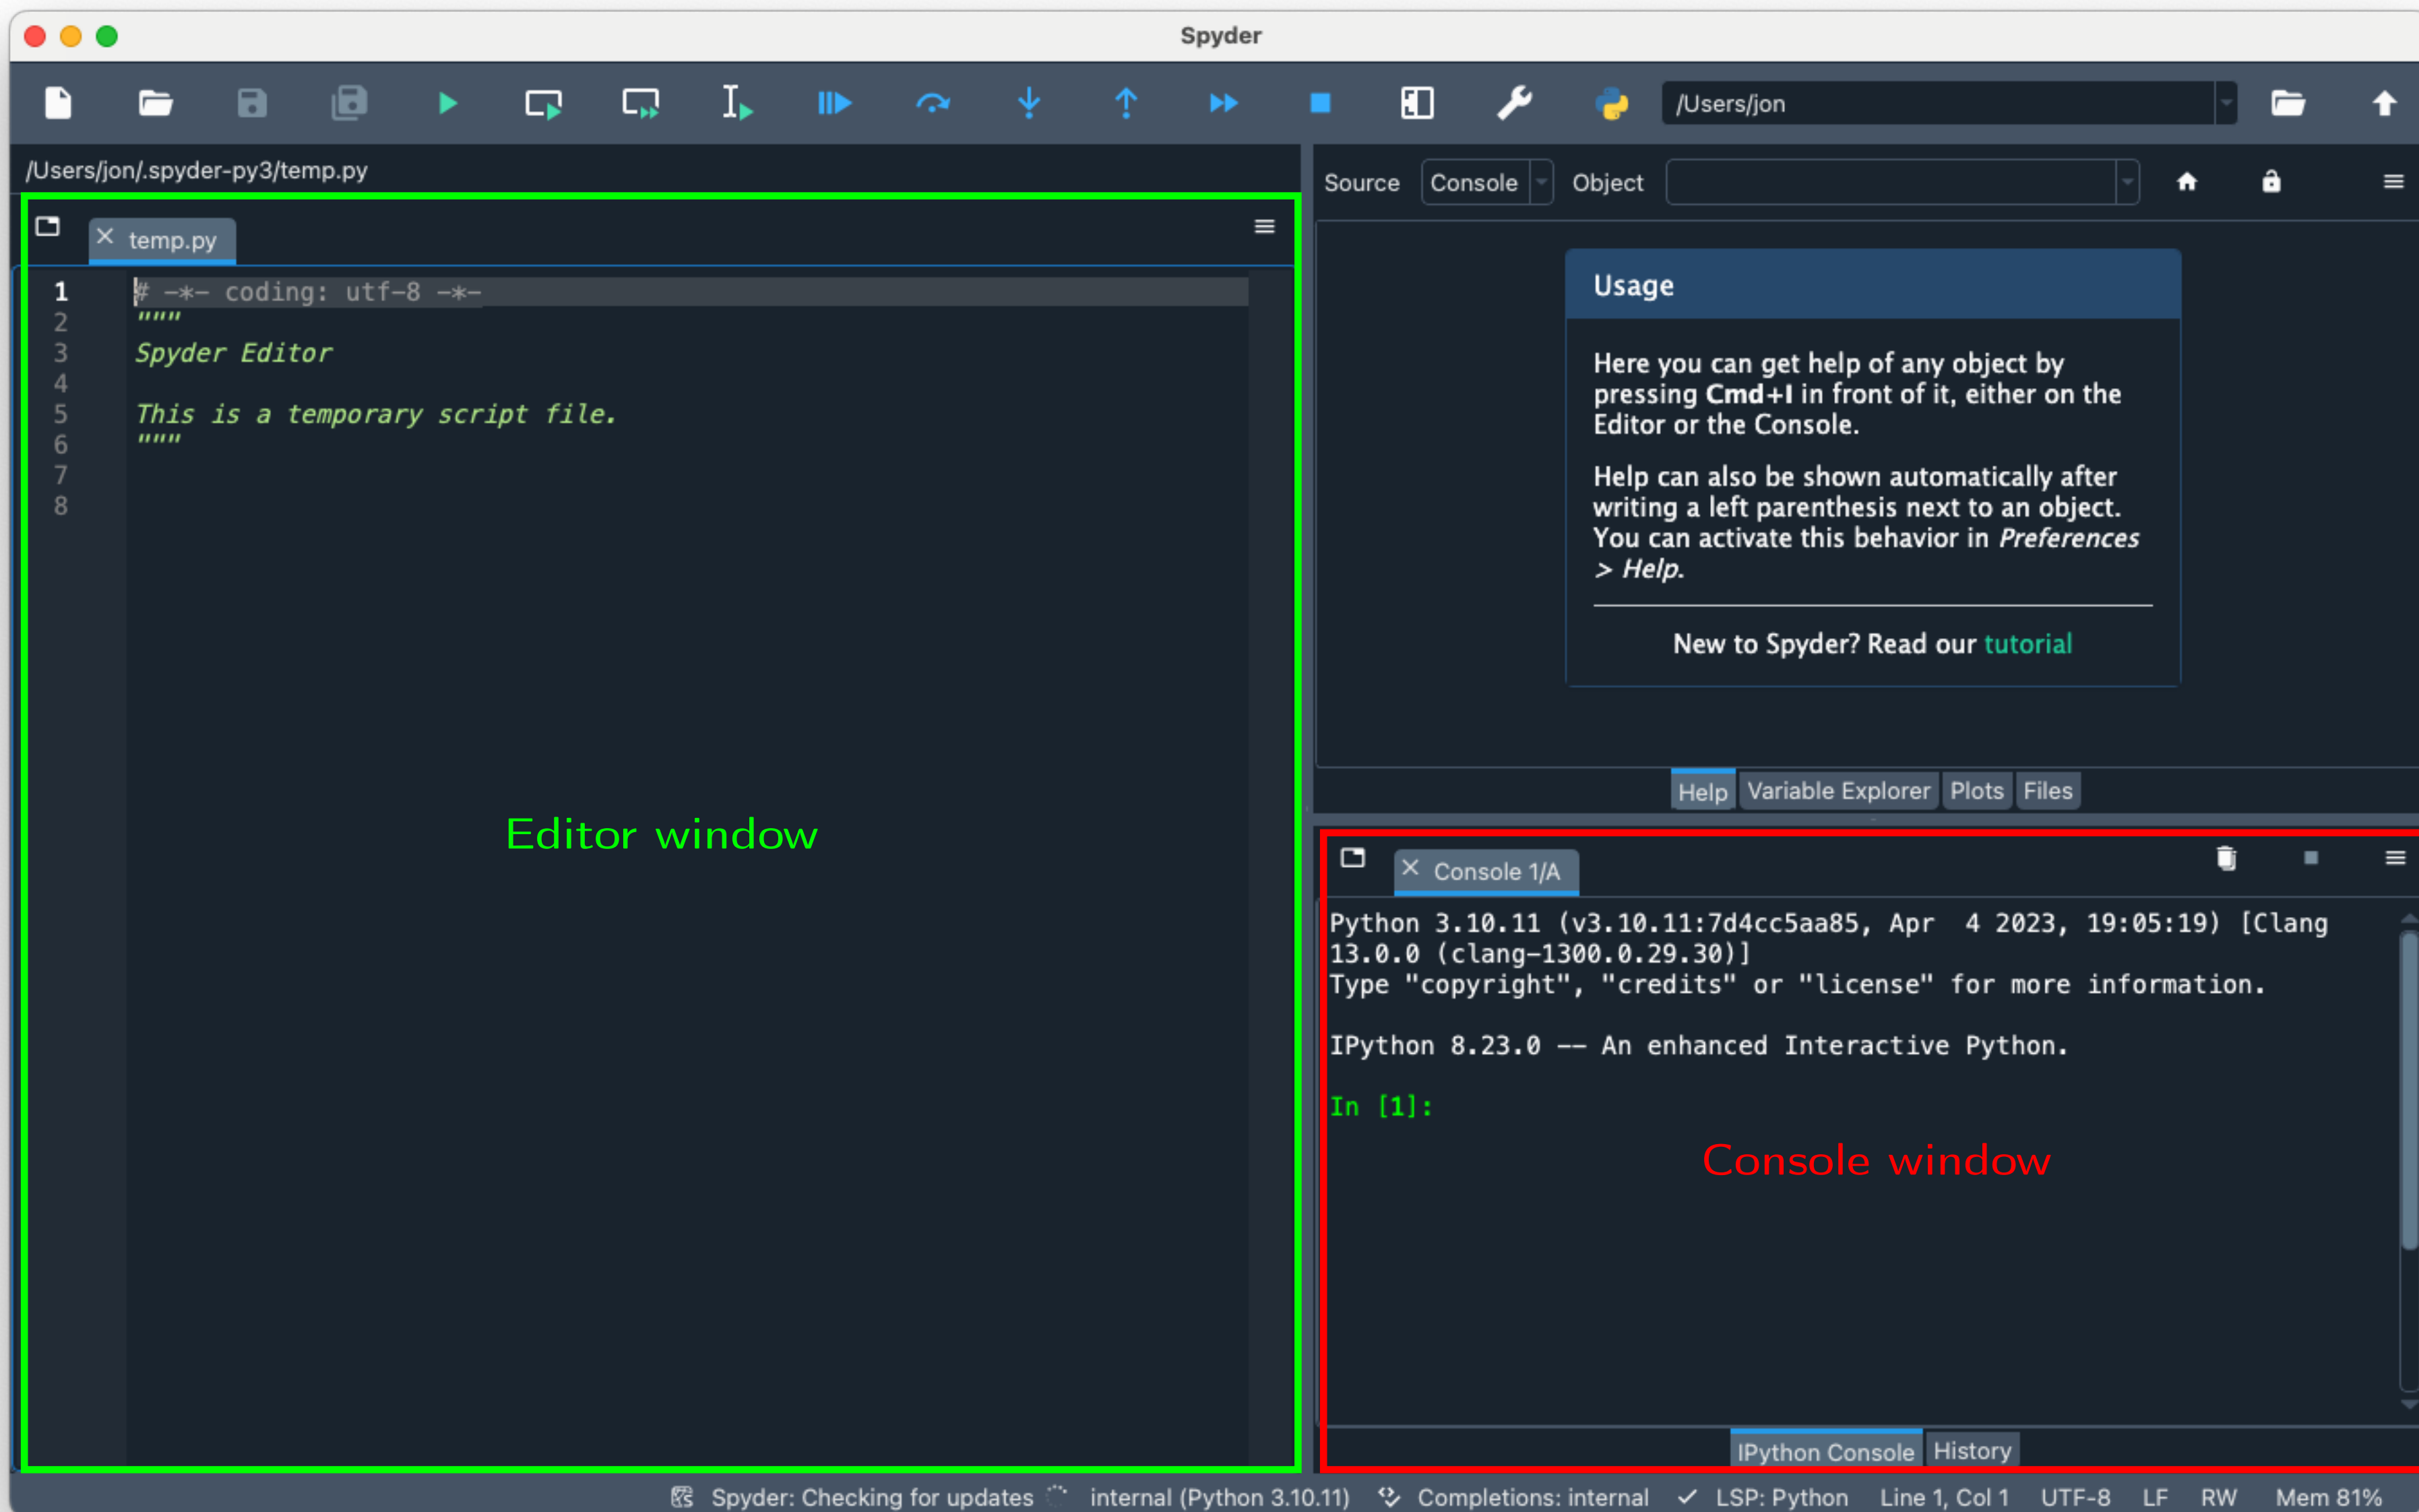 Spyder
/Users/jon
/Users/jon/.spyder-py3/temp.py
temp.py
1 # -*- coding: utf-8 -*-
2 """
3 Spyder Editor
4
5 This is a temporary script file.
6 """
7
8
Editor window
Source Console Object
Usage
Here you can get help of any object by
pressing Cmd+I in front of it, either on the
Editor or the Console.
Help can also be shown automatically after
writing a left parenthesis next to an object.
You can activate this behavior in Preferences
> Help.
New to Spyder? Read our tutorial
Help Variable Explorer Plots Files
Console 1/A
Python 3.10.11 (v3.10.11:7d4cc5aa85, Apr  4 2023, 19:05:19) [Clang
13.0.0 (clang-1300.0.29.30)]
Type "copyright", "credits" or "license" for more information.
IPython 8.23.0 -- An enhanced Interactive Python.
In [1]:
Console window
IPython Console History
Spyder: Checking for updates internal (Python 3.10.11) Completions: internal LSP: Python Line 1, Col 1 UTF-8 LF RW Mem 81%